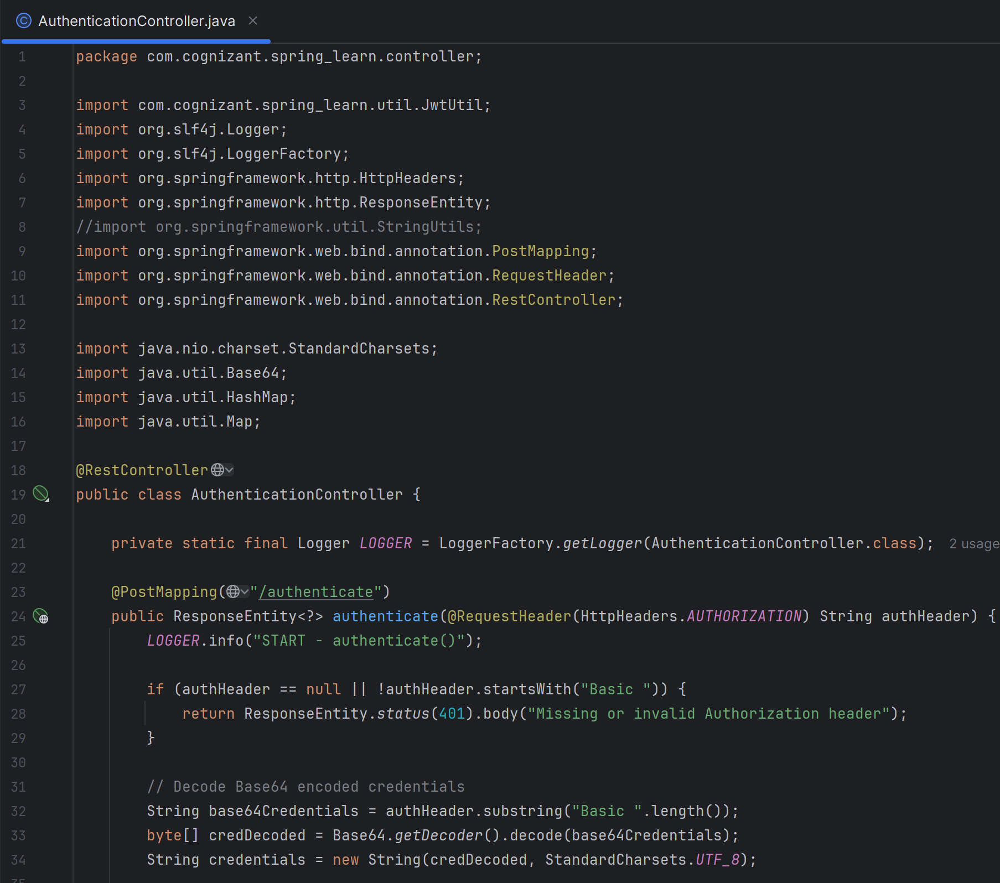 AuthenticationController.java
1 package com.cognizant.spring_learn.controller;
2
3 import com.cognizant.spring_learn.util.JwtUtil;
4 import org.slf4j.Logger;
5 import org.slf4j.LoggerFactory;
6 import org.springframework.http.HttpHeaders;
7 import org.springframework.http.ResponseEntity;
8 //import org.springframework.util.StringUtils;
9 import org.springframework.web.bind.annotation.PostMapping;
10 import org.springframework.web.bind.annotation.RequestHeader;
11 import org.springframework.web.bind.annotation.RestController;
12
13 import java.nio.charset.StandardCharsets;
14 import java.util.Base64;
15 import java.util.HashMap;
16 import java.util.Map;
17
18 @RestController
19 public class AuthenticationController {
20
21 private static final Logger LOGGER = LoggerFactory.getLogger(AuthenticationController.class); 2 usage
22
23 @PostMapping("/authenticate")
24 public ResponseEntity<?> authenticate(@RequestHeader(HttpHeaders.AUTHORIZATION) String authHeader) {
25 LOGGER.info("START - authenticate()");
26
27 if (authHeader == null || !authHeader.startsWith("Basic ")) {
28 return ResponseEntity.status(401).body("Missing or invalid Authorization header");
29 }
30
31 // Decode Base64 encoded credentials
32 String base64Credentials = authHeader.substring("Basic ".length());
33 byte[] credDecoded = Base64.getDecoder().decode(base64Credentials);
34 String credentials = new String(credDecoded, StandardCharsets.UTF_8);
35